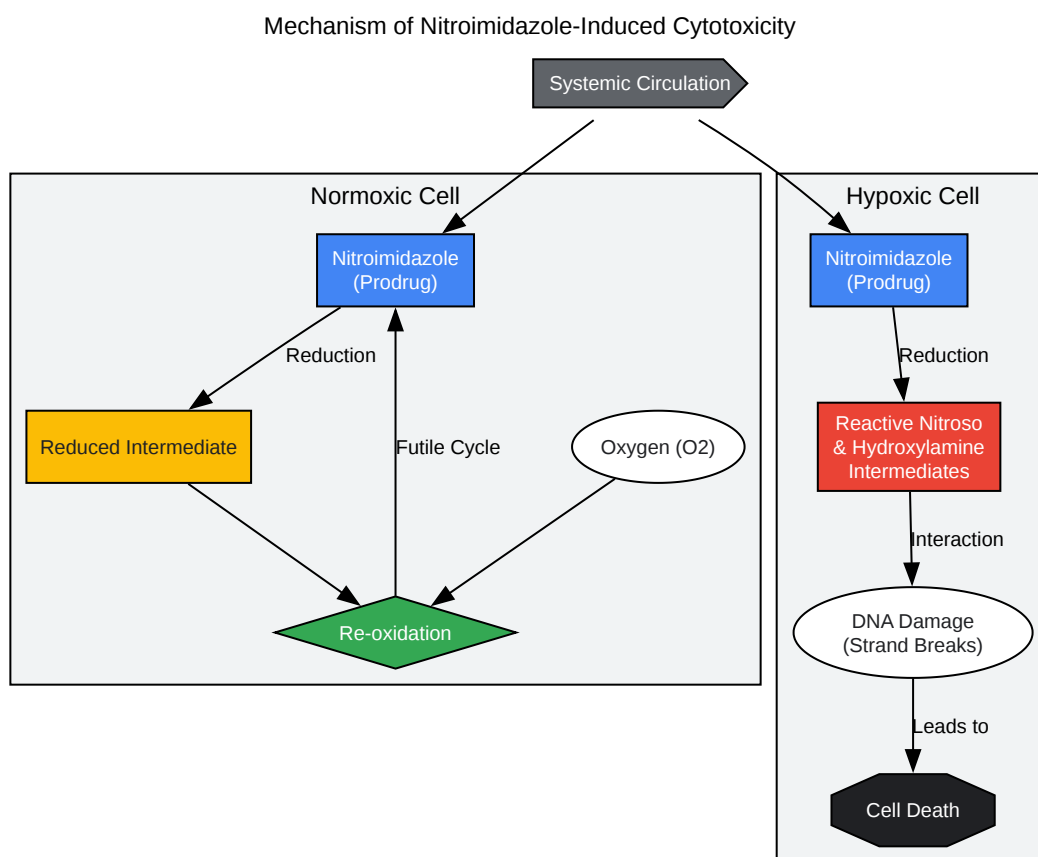 Mechanism of Nitroimidazole-Induced Cytotoxicity
Systemic Circulation
Normoxic Cell
Nitroimidazole
(Prodrug)
Reduction
Reduced Intermediate
Futile Cycle
Oxygen (O2)
Re-oxidation
Hypoxic Cell
Nitroimidazole
(Prodrug)
Reduction
Reactive Nitroso
& Hydroxylamine
Intermediates
Interaction
DNA Damage
(Strand Breaks)
Leads to
Cell Death